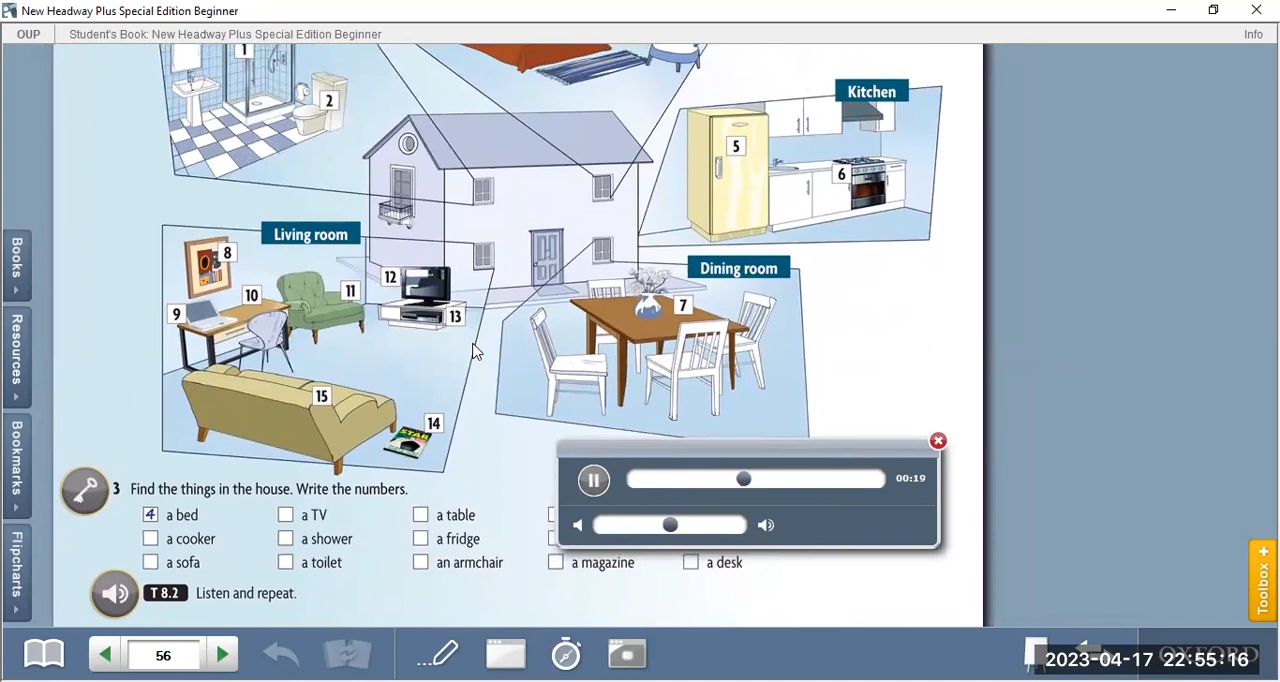 New Headway Plus Special Edition Beginner
OUP Student's Book: New Headway Plus Special Edition Beginner Info
1
2
Kitchen
5
6
Living room
8
12
Dining room
10
11
9
13
7
15
14
STAR
00:19
3 Find the things in the house. Write the numbers.
4 a bed a TV a table
a cooker a shower a fridge
a sofa a toilet an armchair a magazine a desk
T 8.2 Listen and repeat.
Books
Resources
Bookmarks
Flipcharts
Toolbox +
56
OXFORD
2023-04-17 22:55:16